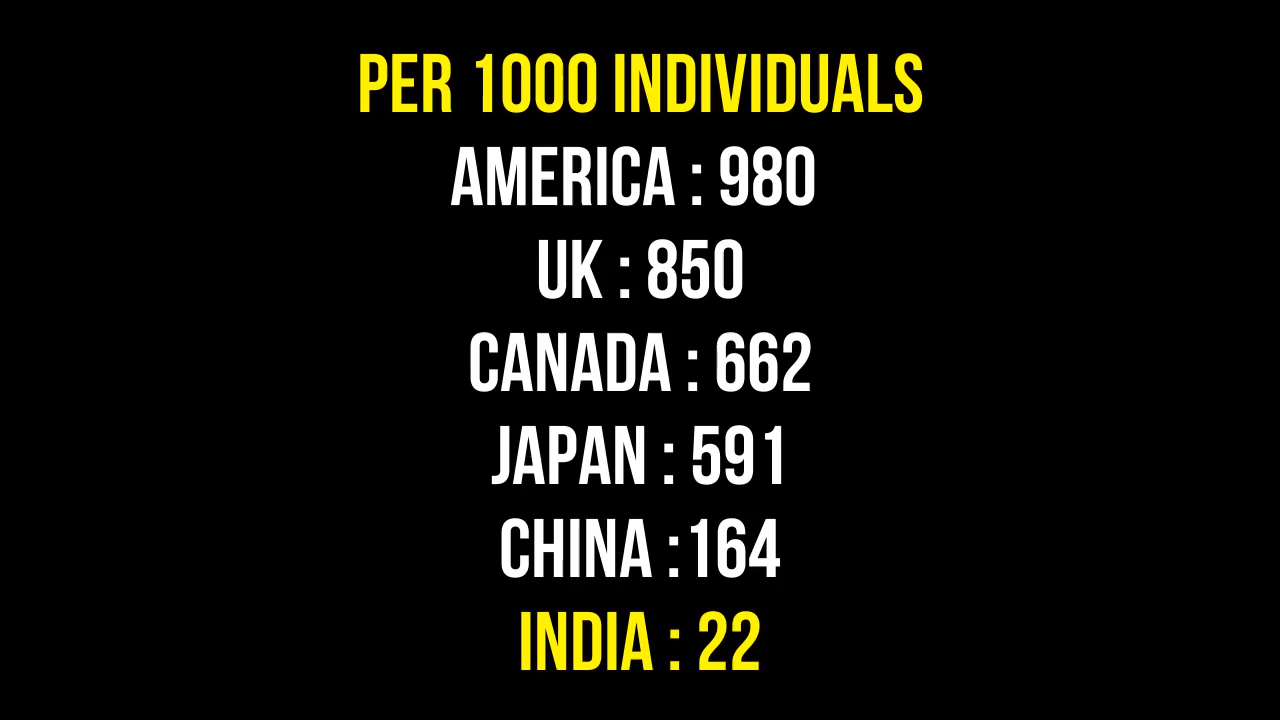 PER 1000 INDIVIDUALS
AMERICA : 980
UK : 850
CANADA : 662
JAPAN : 591
CHINA :164
INDIA : 22